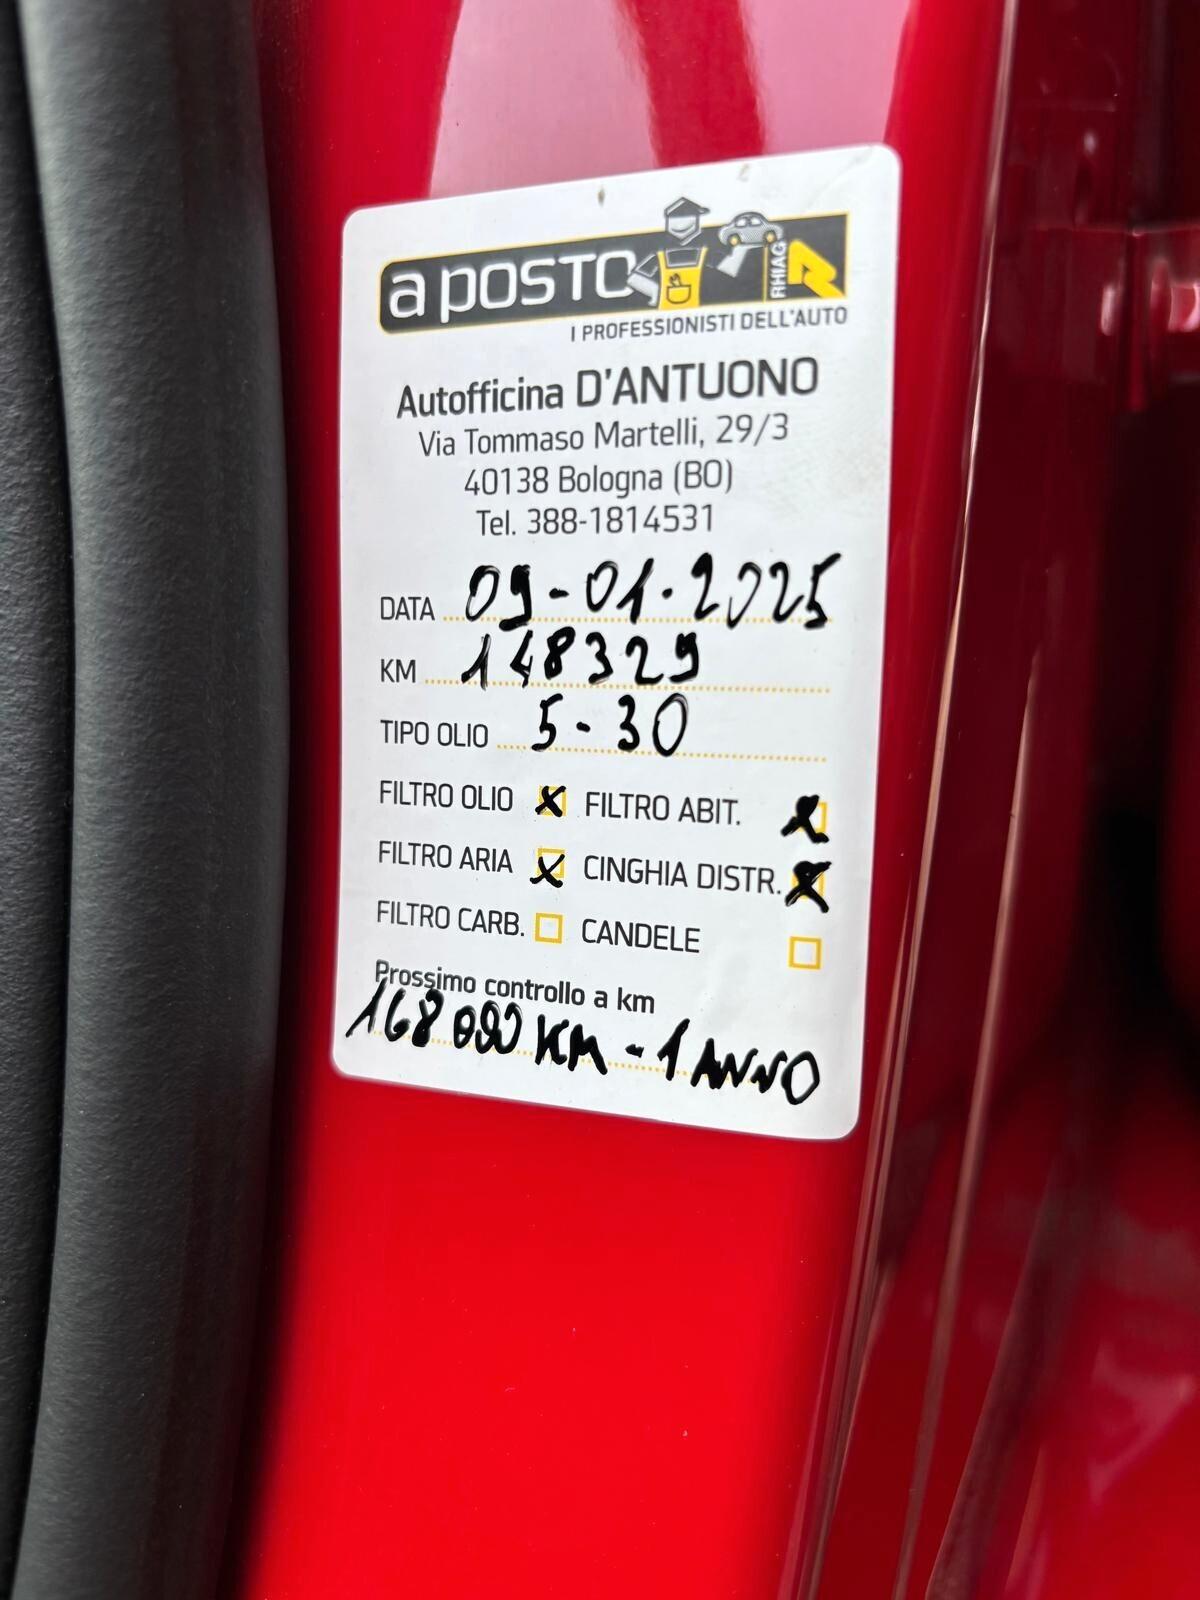 a posto
RHIAG
I PROFESSIONISTI DELL'AUTO
Autofficina D'ANTUONO
Via Tommaso Martelli, 29/3
40138 Bologna (BO)
Tel. 388-1814531
DATA 09-01.2025
KM 148329
TIPO OLIO 5-30
FILTRO OLIO X FILTRO ABIT. X
FILTRO ARIA X CINGHIA DISTR. X
FILTRO CARB. CANDELE
Prossimo controllo a km
168 000 KM - 1 ANNO